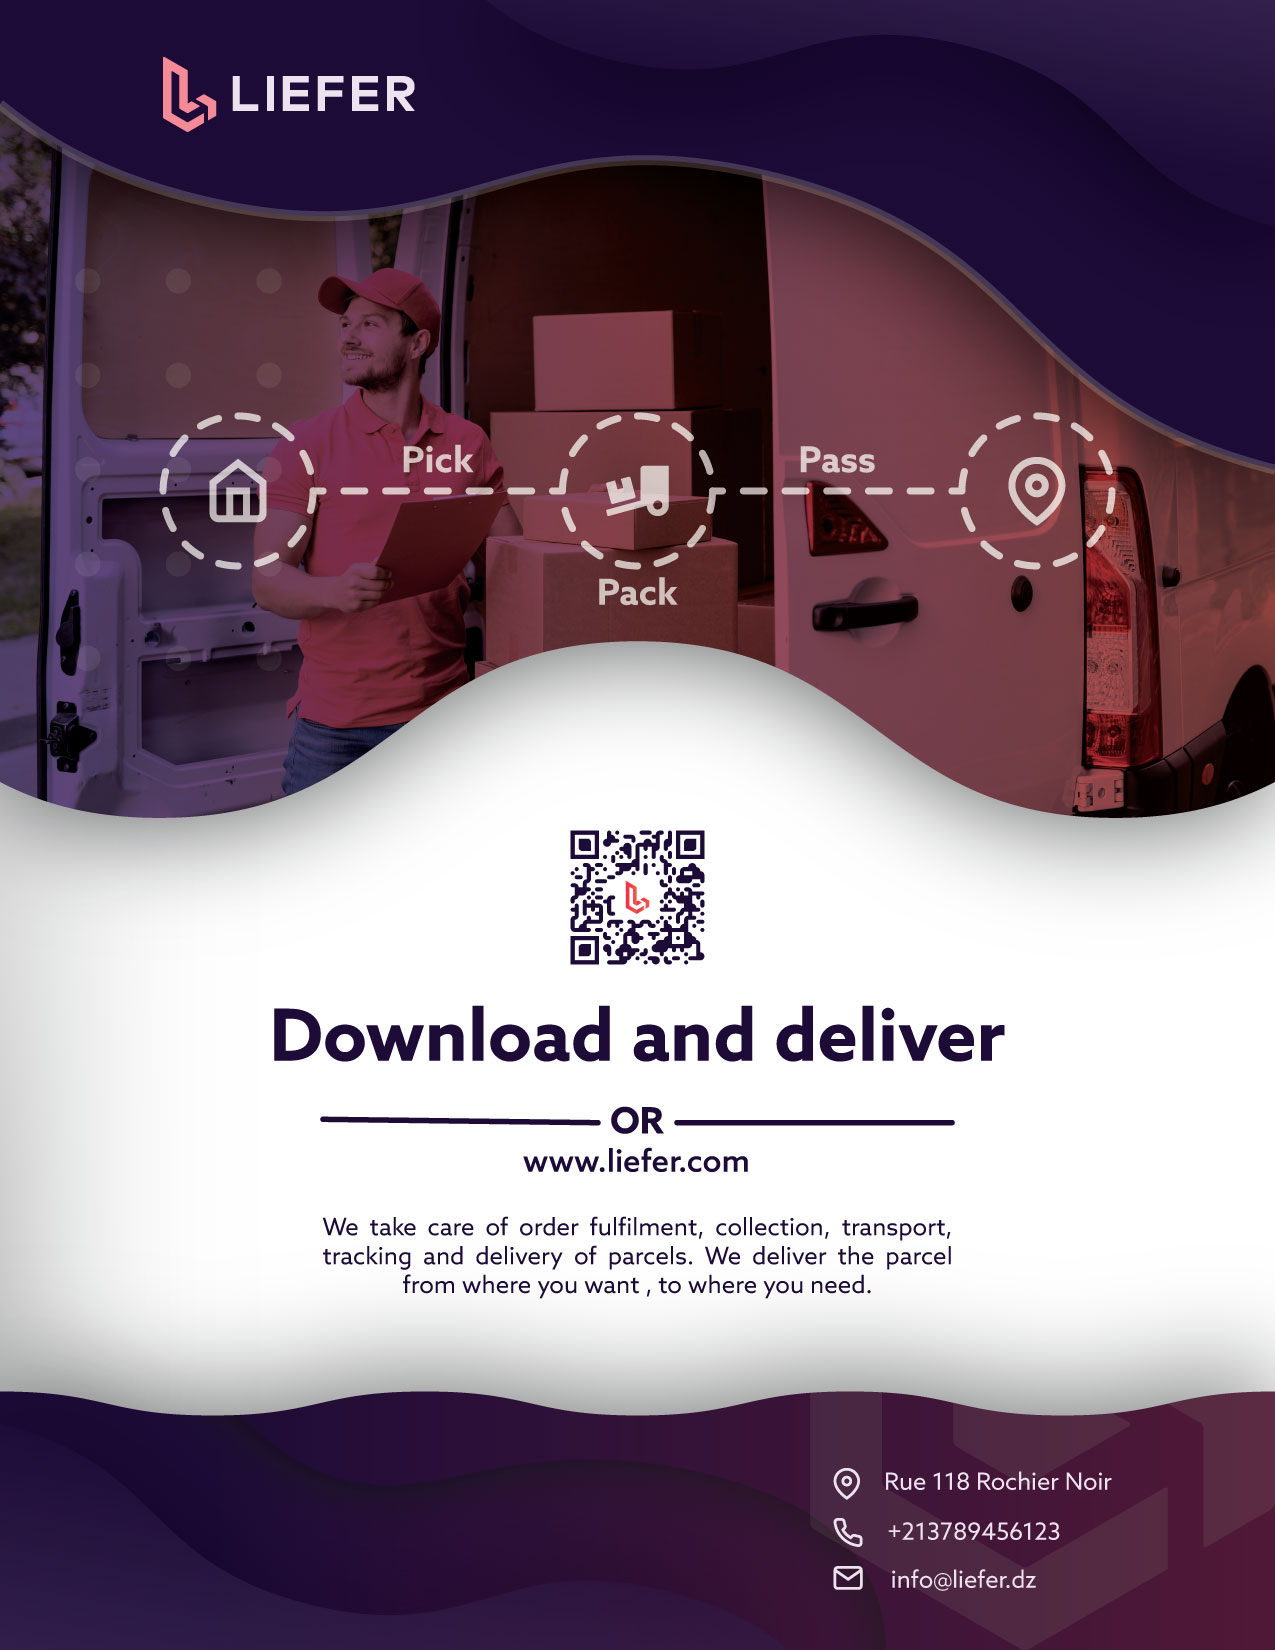 LIEFER
Pick
Pass
Pack
Download and deliver
OR
www.liefer.com
We take care of order fulfilment, collection, transport,
tracking and delivery of parcels. We deliver the parcel
from where you want , to where you need.
Rue 118 Rochier Noir
+213789456123
info@liefer.dz